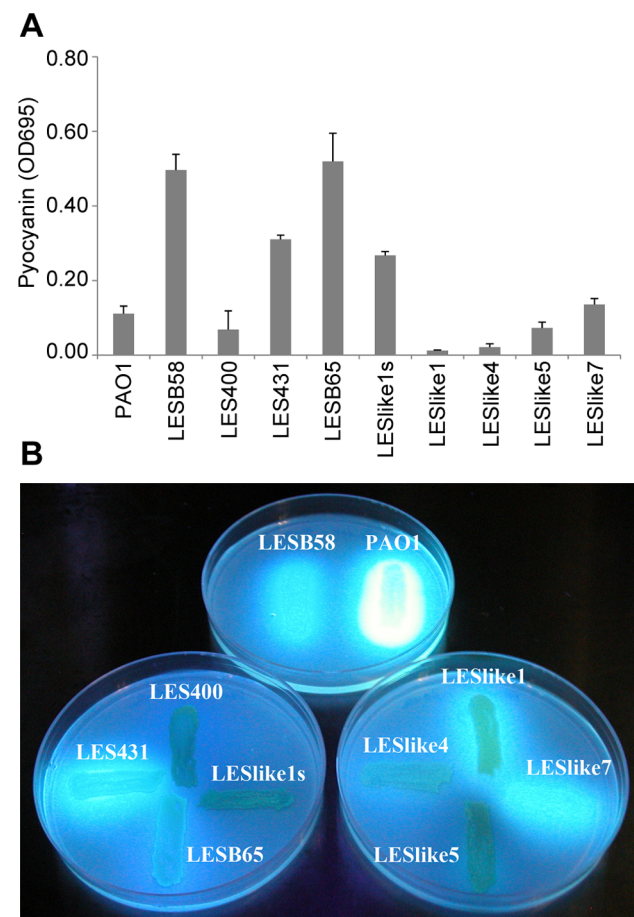 A
Pyocyanin (OD695)
0.80
0.60
0.40
0.20
0.00
PAO1
LESB58
LES400
LES431
LESB65
LESlike1s
LESlike1
LESlike4
LESlike5
LESlike7
B
LESB58 PAO1
LES400
LES431
LESlike1s
LESB65
LESlike1
LESlike4
LESlike7
LESlike5